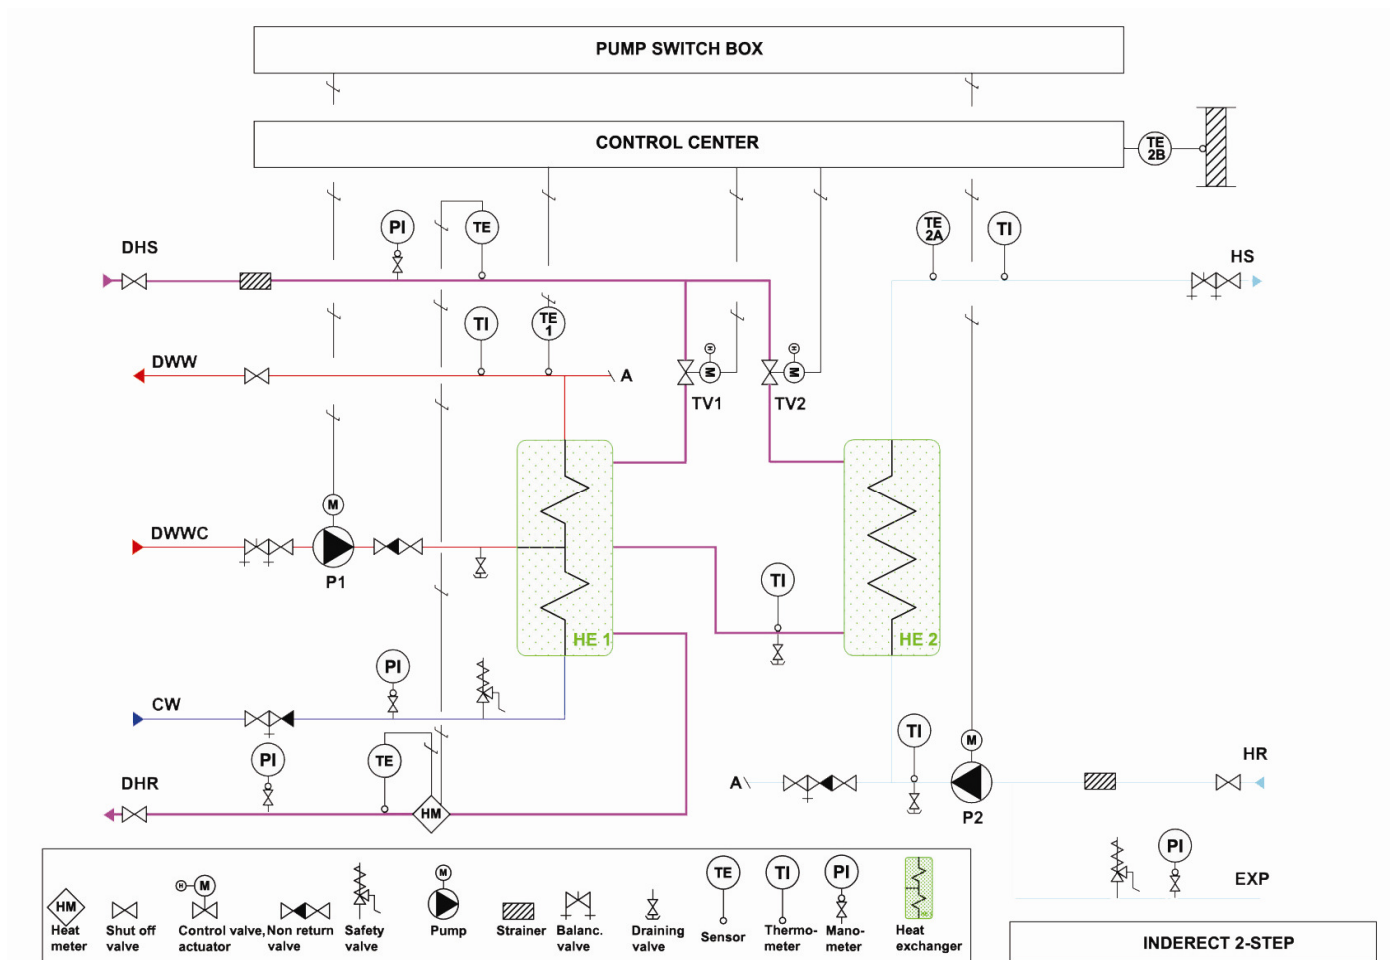 PUMP SWITCH BOX
CONTROL CENTER
TE
2B
PI
TE
TE
2A
TI
DHS
HS
TI
TE
1
DWW
A
H
M
H
M
TV1
TV2
M
DWWC
P1
TI
HE 1
HE 2
PI
CW
TI
M
PI
TE
HR
DHR
A
HM
P2
PI
EXP
HM
Heat
meter
Shut off
valve
H
M
Control valve,
actuator
Non return
valve
Safety
valve
M
Pump
Strainer
Balanc.
valve
Draining
valve
TE
Sensor
TI
Thermo-
meter
PI
Mano-
meter
HE
Heat
exchanger
INDERECT 2-STEP